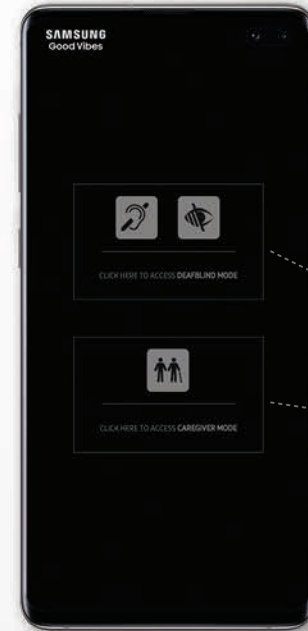 SAMSUNG
Good Vibes
CLICK HERE TO ACCESS DEAFBLIND MODE
CLICK HERE TO ACCESS CAREGIVER MODE